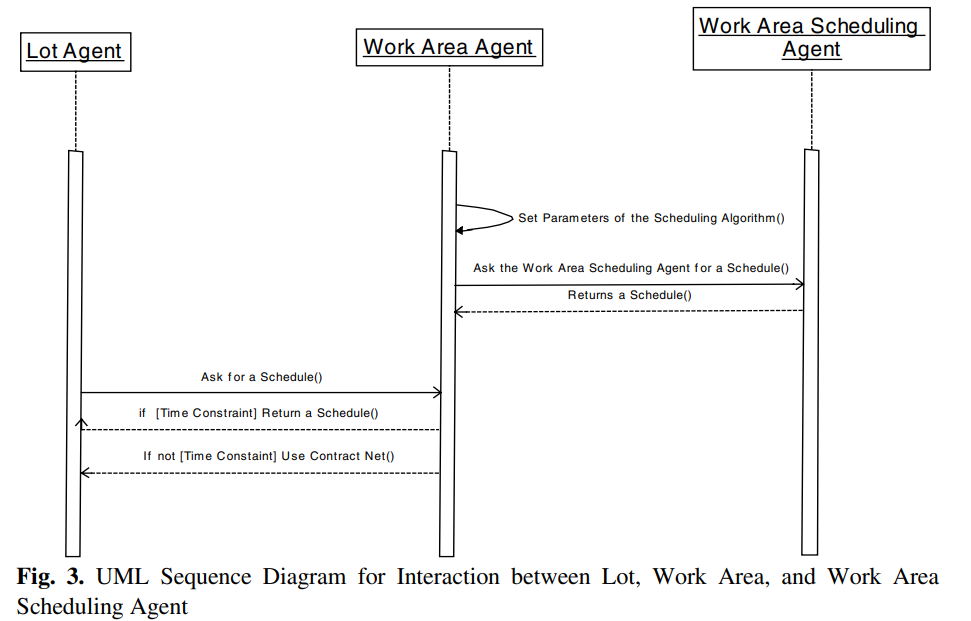 Lot Agent
Work Area Agent
Work Area Scheduling
Agent
Set Parameters of the Scheduling Algorithm()
Ask the Work Area Scheduling Agent for a Schedule()
Returns a Schedule()
Ask for a Schedule()
if [Time Constraint] Return a Schedule()
If not [Time Constaint] Use Contract Net()
Fig. 3. UML Sequence Diagram for Interaction between Lot, Work Area, and Work Area
Scheduling Agent